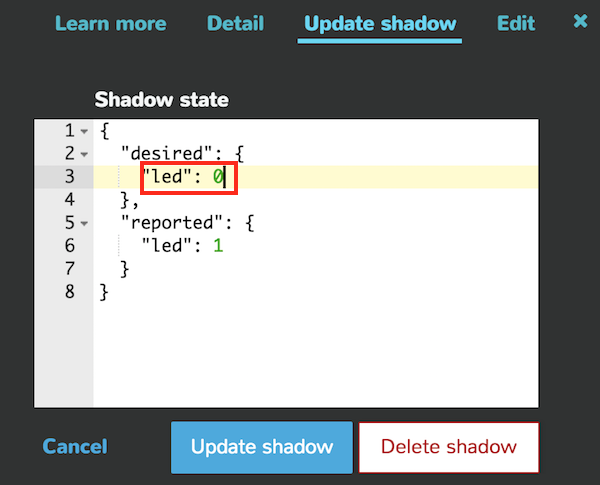 Learn more Detail Update shadow Edit ×
Shadow state
1 {
2 "desired": {
3 "led": 0
4 },
5 "reported": {
6 "led": 1
7 }
8 }
Cancel Update shadow Delete shadow